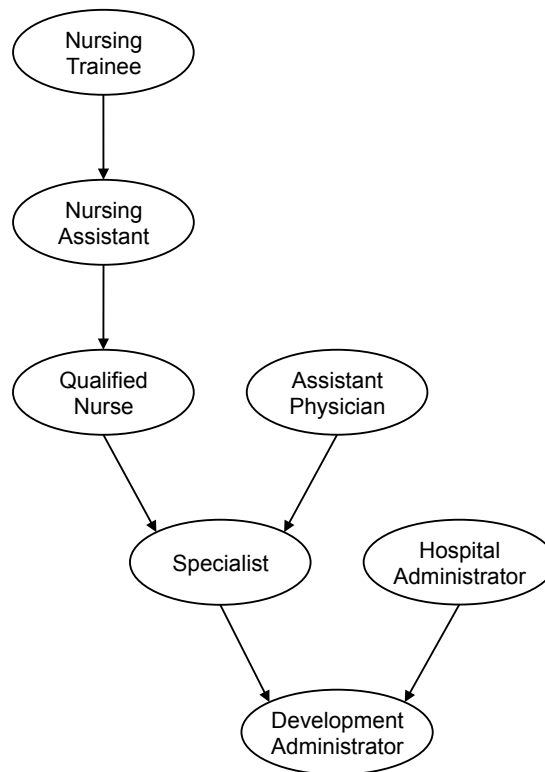 Nursing
Trainee
Nursing
Assistant
Qualified
Nurse
Assistant
Physician
Specialist
Hospital
Administrator
Development
Administrator